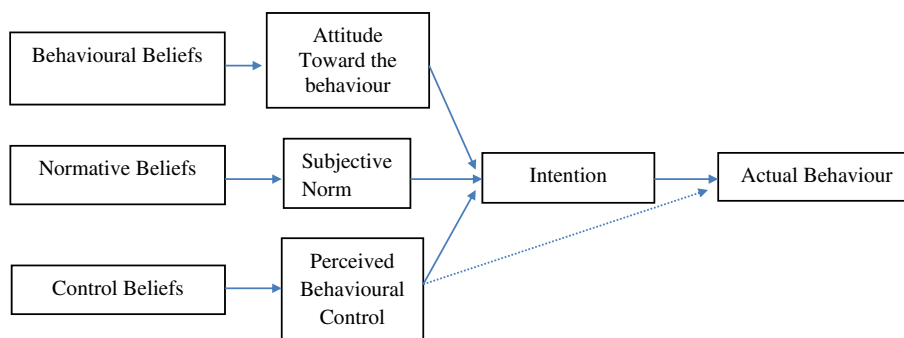 Behavioural Beliefs
Attitude
Toward the
behaviour
Normative Beliefs
Subjective
Norm
Intention
Actual Behaviour
Control Beliefs
Perceived
Behavioural
Control